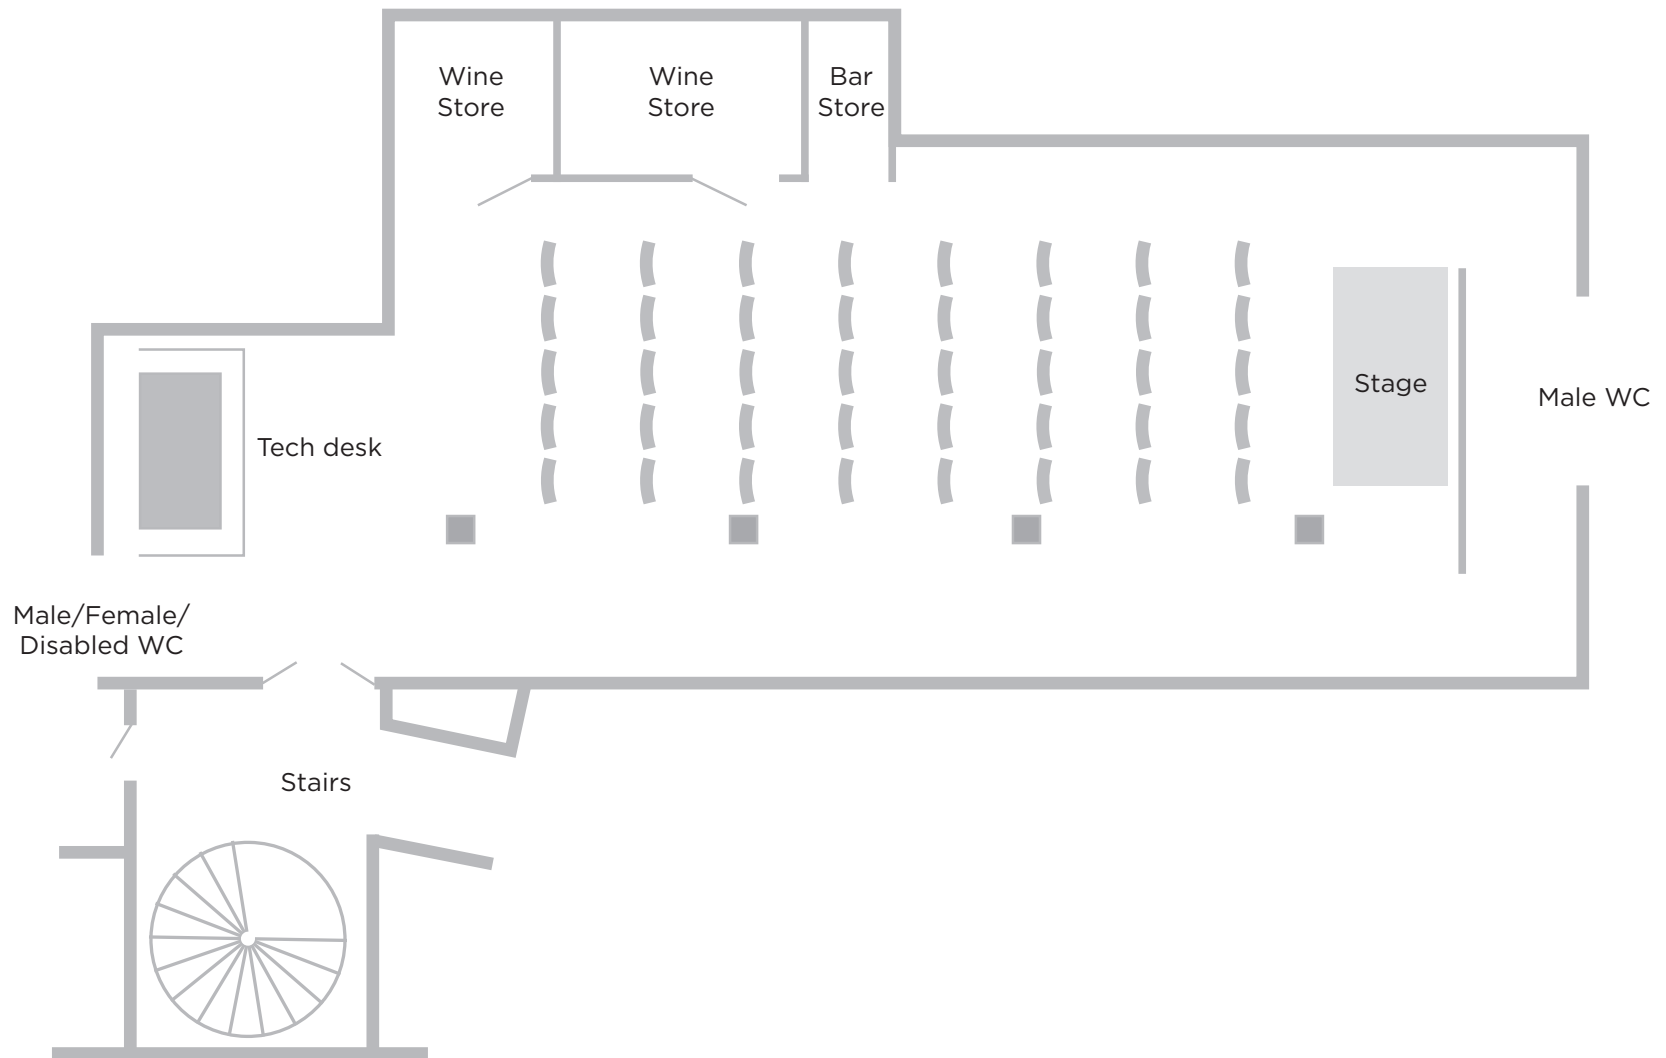 Wine
Store
Wine
Store
Bar
Store
Stage
Male WC
Tech desk
Male/Female/
Disabled WC
Stairs